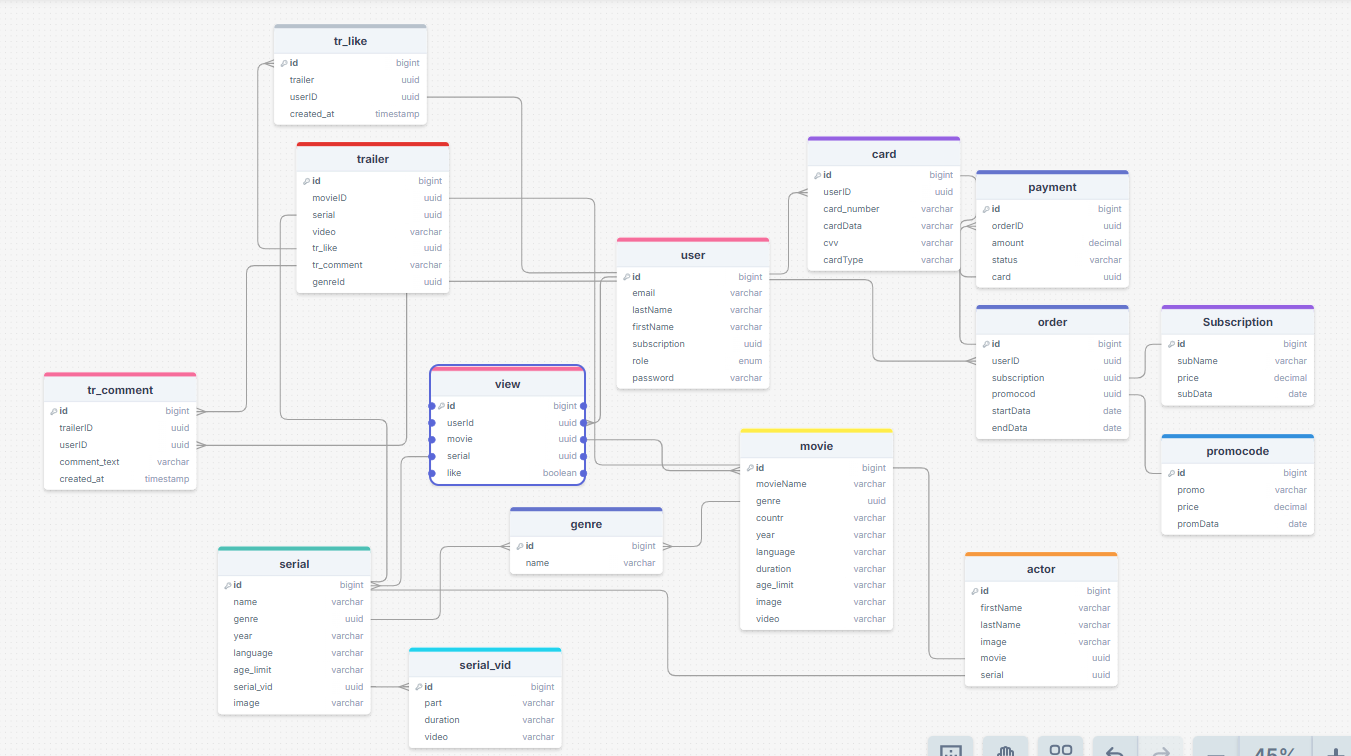 tr_like
id bigint
trailer uuid
userID uuid
created_at timestamp
trailer
id bigint
movieID uuid
serial uuid
video varchar
tr_like uuid
tr_comment varchar
genreId uuid
card
id bigint
userID uuid
card_number varchar
cardData varchar
cvv varchar
cardType varchar
payment
id bigint
orderID uuid
amount decimal
status varchar
card uuid
user
id bigint
email varchar
lastName varchar
firstName varchar
subscription uuid
role enum
password varchar
order
id bigint
userID uuid
subscription uuid
promocod uuid
startData date
endData date
Subscription
id bigint
subName varchar
price decimal
subData date
tr_comment
id bigint
trailerID uuid
userID uuid
comment_text varchar
created_at timestamp
view
id bigint
userId uuid
movie uuid
serial uuid
like boolean
movie
id bigint
movieName varchar
genre uuid
countr varchar
year varchar
language varchar
duration varchar
age_limit varchar
image varchar
video varchar
promocode
id bigint
promo varchar
price decimal
promData date
genre
id bigint
name varchar
serial
id bigint
name varchar
genre uuid
year varchar
language varchar
age_limit varchar
serial_vid uuid
image varchar
actor
id bigint
firstName varchar
lastName varchar
image varchar
movie uuid
serial uuid
serial_vid
id bigint
part varchar
duration varchar
video varchar
45%